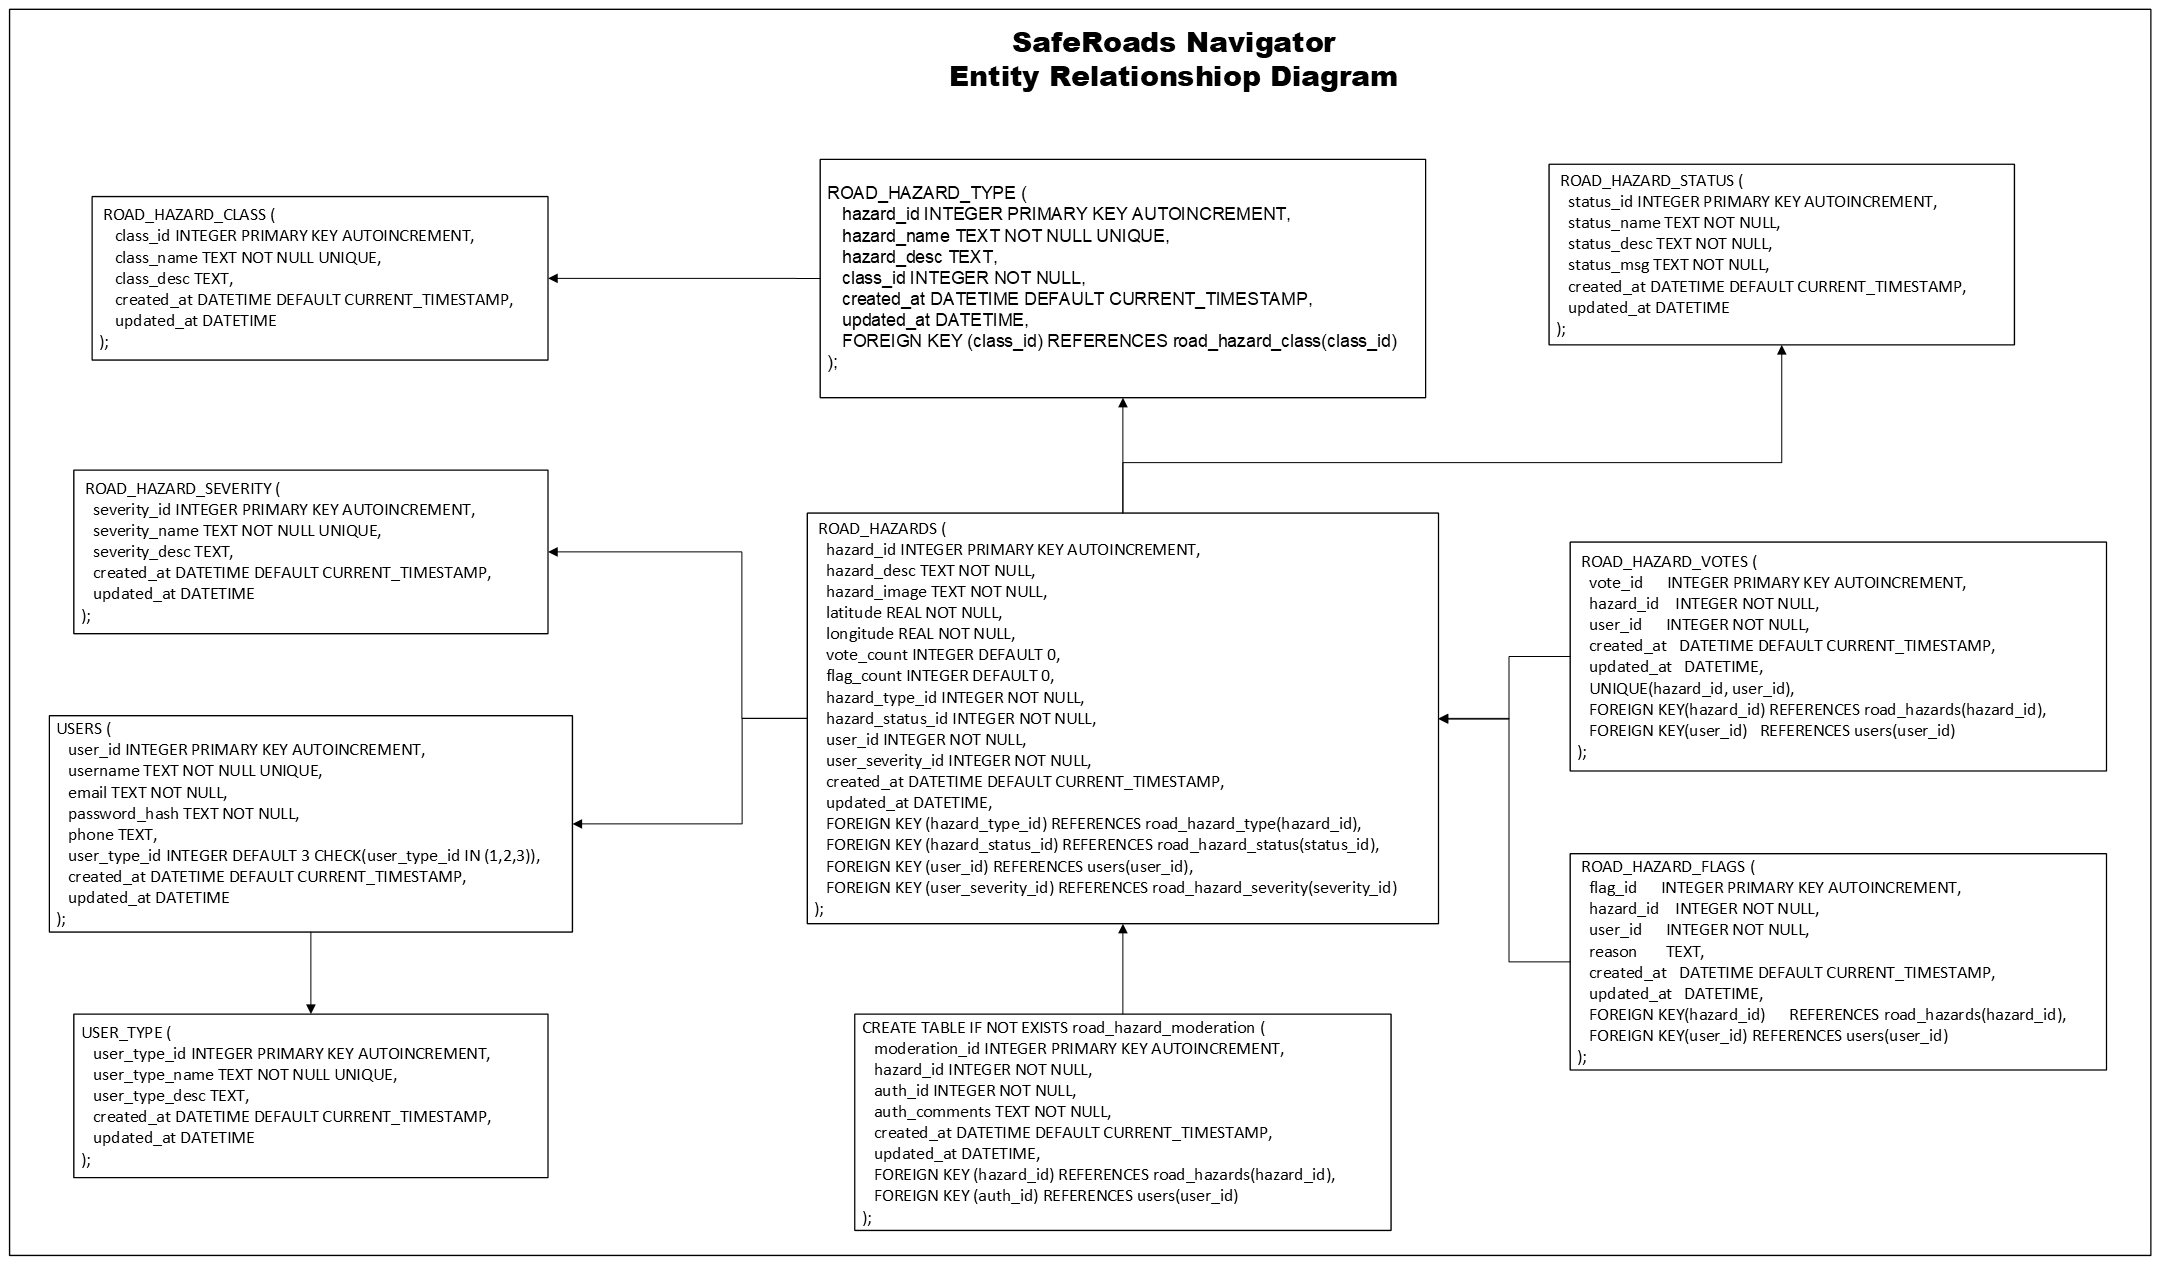 SafeRoads Navigator
Entity Relationshiop Diagram
ROAD_HAZARD_CLASS (
class_id INTEGER PRIMARY KEY AUTOINCREMENT,
class_name TEXT NOT NULL UNIQUE,
class_desc TEXT,
created_at DATETIME DEFAULT CURRENT_TIMESTAMP,
updated_at DATETIME
);
ROAD_HAZARD_TYPE (
hazard_id INTEGER PRIMARY KEY AUTOINCREMENT,
hazard_name TEXT NOT NULL UNIQUE,
hazard_desc TEXT,
class_id INTEGER NOT NULL,
created_at DATETIME DEFAULT CURRENT_TIMESTAMP,
updated_at DATETIME,
FOREIGN KEY (class_id) REFERENCES road_hazard_class(class_id)
);
ROAD_HAZARD_STATUS (
status_id INTEGER PRIMARY KEY AUTOINCREMENT,
status_name TEXT NOT NULL,
status_desc TEXT NOT NULL,
status_msg TEXT NOT NULL,
created_at DATETIME DEFAULT CURRENT_TIMESTAMP,
updated_at DATETIME
);
ROAD_HAZARD_SEVERITY (
severity_id INTEGER PRIMARY KEY AUTOINCREMENT,
severity_name TEXT NOT NULL UNIQUE,
severity_desc TEXT,
created_at DATETIME DEFAULT CURRENT_TIMESTAMP,
updated_at DATETIME
);
ROAD_HAZARDS (
hazard_id INTEGER PRIMARY KEY AUTOINCREMENT,
hazard_desc TEXT NOT NULL,
hazard_image TEXT NOT NULL,
latitude REAL NOT NULL,
longitude REAL NOT NULL,
vote_count INTEGER DEFAULT 0,
flag_count INTEGER DEFAULT 0,
hazard_type_id INTEGER NOT NULL,
hazard_status_id INTEGER NOT NULL,
user_id INTEGER NOT NULL,
user_severity_id INTEGER NOT NULL,
created_at DATETIME DEFAULT CURRENT_TIMESTAMP,
updated_at DATETIME,
FOREIGN KEY (hazard_type_id) REFERENCES road_hazard_type(hazard_id),
FOREIGN KEY (hazard_status_id) REFERENCES road_hazard_status(status_id),
FOREIGN KEY (user_id) REFERENCES users(user_id),
FOREIGN KEY (user_severity_id) REFERENCES road_hazard_severity(severity_id)
);
ROAD_HAZARD_VOTES (
vote_id INTEGER PRIMARY KEY AUTOINCREMENT,
hazard_id INTEGER NOT NULL,
user_id INTEGER NOT NULL,
created_at DATETIME DEFAULT CURRENT_TIMESTAMP,
updated_at DATETIME,
UNIQUE(hazard_id, user_id),
FOREIGN KEY(hazard_id) REFERENCES road_hazards(hazard_id),
FOREIGN KEY(user_id) REFERENCES users(user_id)
);
USERS (
user_id INTEGER PRIMARY KEY AUTOINCREMENT,
username TEXT NOT NULL UNIQUE,
email TEXT NOT NULL,
password_hash TEXT NOT NULL,
phone TEXT,
user_type_id INTEGER DEFAULT 3 CHECK(user_type_id IN (1,2,3)),
created_at DATETIME DEFAULT CURRENT_TIMESTAMP,
updated_at DATETIME
);
ROAD_HAZARD_FLAGS (
flag_id INTEGER PRIMARY KEY AUTOINCREMENT,
hazard_id INTEGER NOT NULL,
user_id INTEGER NOT NULL,
reason TEXT,
created_at DATETIME DEFAULT CURRENT_TIMESTAMP,
updated_at DATETIME,
FOREIGN KEY(hazard_id) REFERENCES road_hazards(hazard_id),
FOREIGN KEY(user_id) REFERENCES users(user_id)
);
USER_TYPE (
user_type_id INTEGER PRIMARY KEY AUTOINCREMENT,
user_type_name TEXT NOT NULL UNIQUE,
user_type_desc TEXT,
created_at DATETIME DEFAULT CURRENT_TIMESTAMP,
updated_at DATETIME
);
CREATE TABLE IF NOT EXISTS road_hazard_moderation (
moderation_id INTEGER PRIMARY KEY AUTOINCREMENT,
hazard_id INTEGER NOT NULL,
auth_id INTEGER NOT NULL,
auth_comments TEXT NOT NULL,
created_at DATETIME DEFAULT CURRENT_TIMESTAMP,
updated_at DATETIME,
FOREIGN KEY (hazard_id) REFERENCES road_hazards(hazard_id),
FOREIGN KEY (auth_id) REFERENCES users(user_id)
);